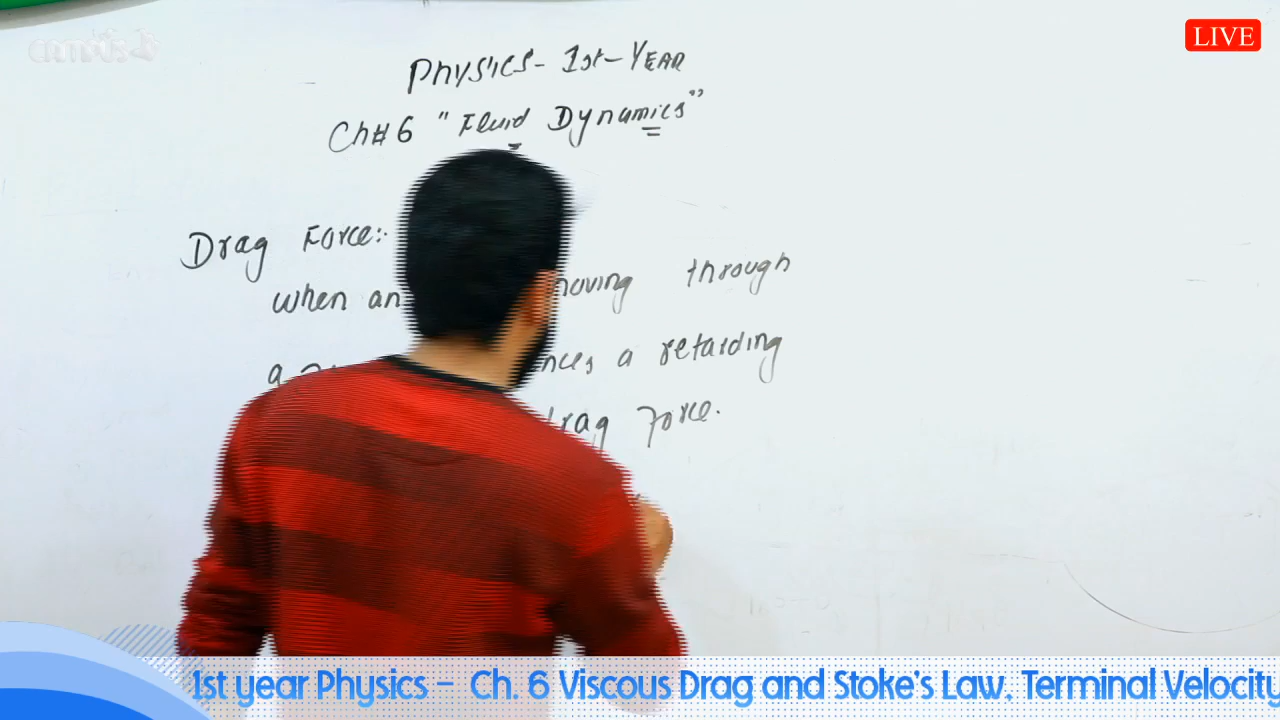 campus
LIVE
Physics- 1st-YEAR
Ch# 6 "Fluid Dynamics"
Drag Force:-
when an moving through
a a retarding
drag Force.
1st year Physics – Ch. 6 Viscous Drag and Stoke's Law, Terminal Velocity